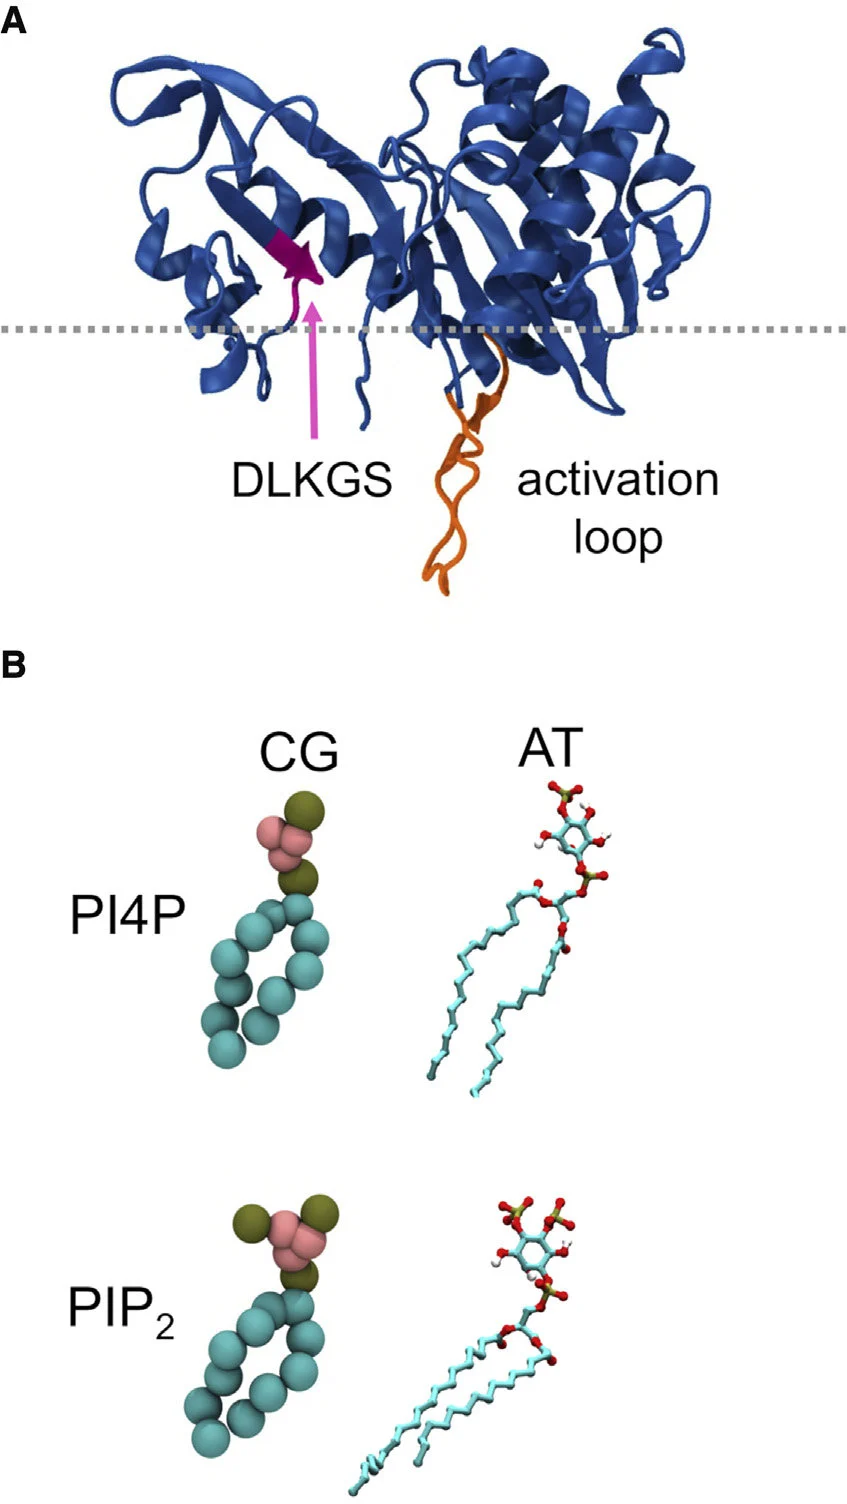 A
DLKGS
activation
loop
B
CG
AT
PI4P
PIP₂